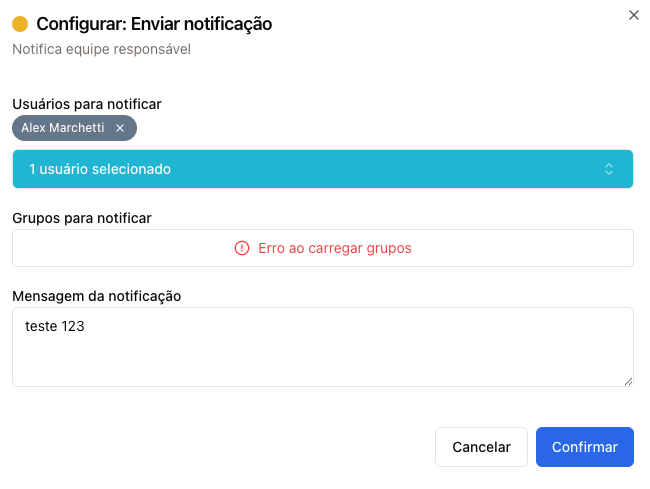 Configurar: Enviar notificação
Notifica equipe responsável
Usuários para notificar
Alex Marchetti
1 usuário selecionado
Grupos para notificar
Erro ao carregar grupos
Mensagem da notificação
teste 123
Cancelar Confirmar